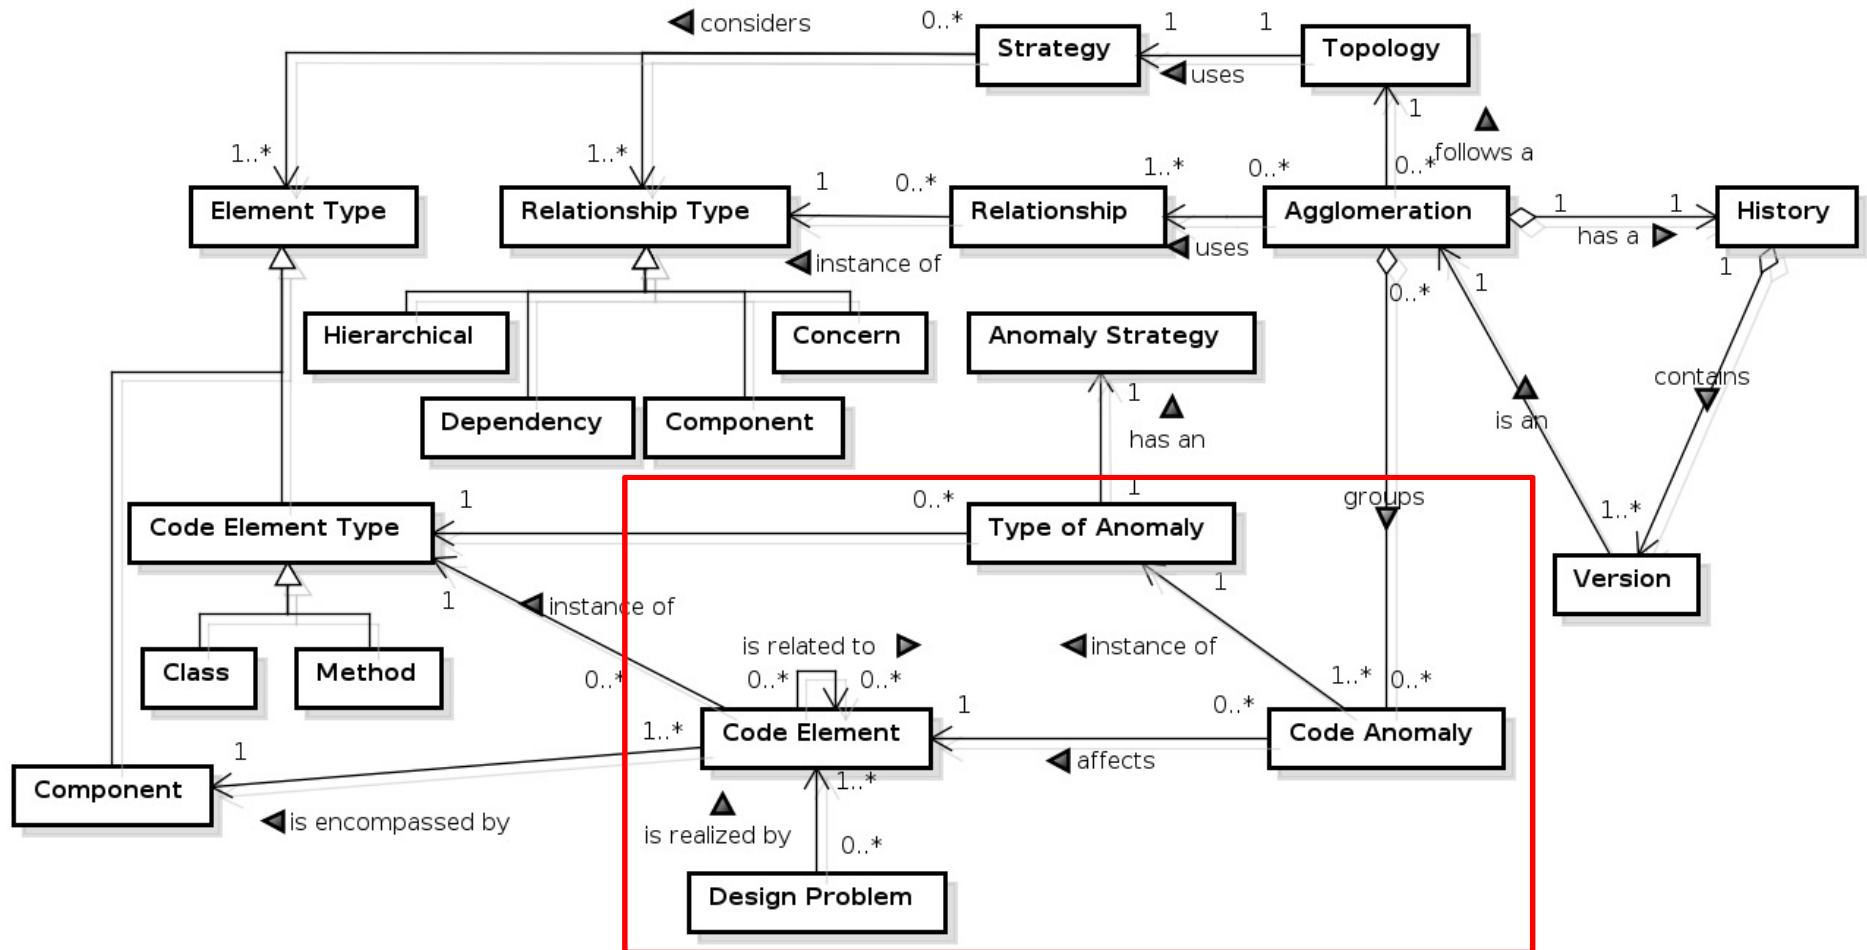 considers
0..*
Strategy
1
1
Topology
uses
1
follows a
1..*
1..*
1
0..*
1..*
0..*
0..*
Element Type
Relationship Type
Relationship
Agglomeration
1
1
History
instance of
uses
has a
0..*
1
1
Hierarchical
Concern
Anomaly Strategy
contains
1
is an
Dependency
Component
has an
1
0..*
1
groups
1..*
Code Element Type
Type of Anomaly
Version
1
1
instance of
is related to
instance of
Class
Method
0..*
0..*
0..*
1..*
0..*
1..*
1
0..*
Code Element
Code Anomaly
1
affects
Component
1..*
is encompassed by
is realized by
0..*
Design Problem